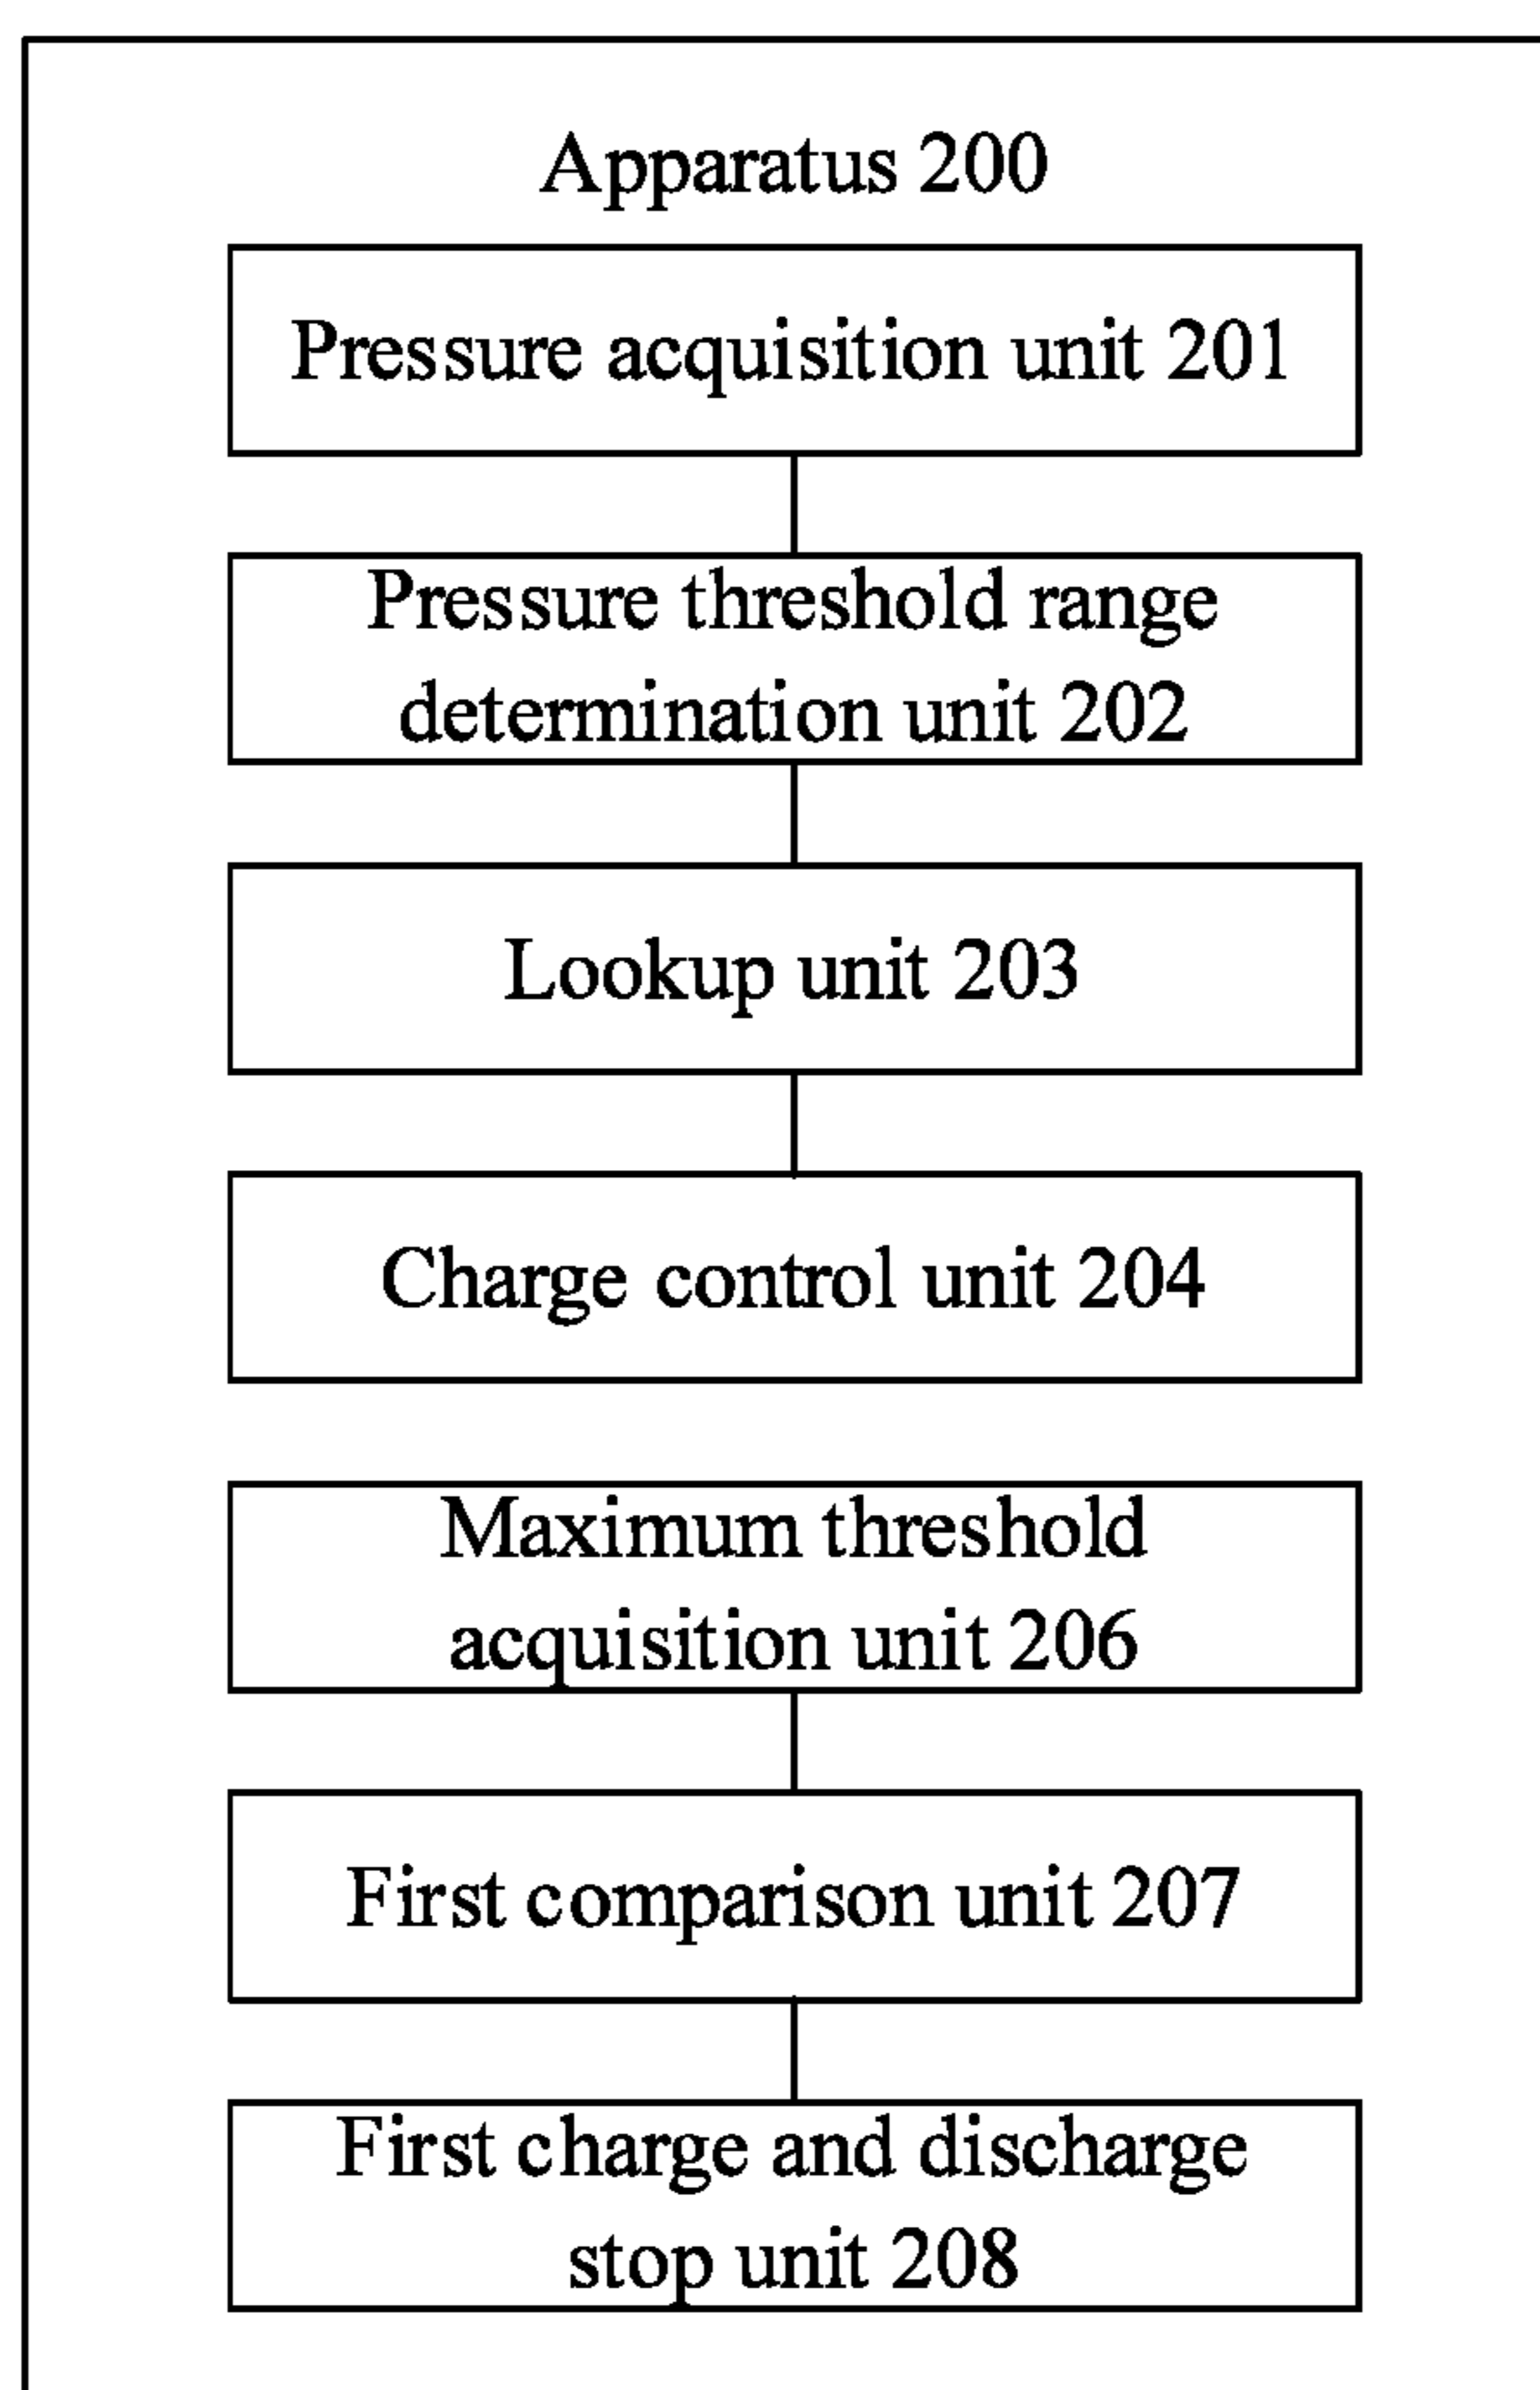 Apparatus 200
Pressure acquisition unit 201
Pressure threshold range
determination unit 202
Lookup unit 203
Charge control unit 204
Maximum threshold
acquisition unit 206
First comparison unit 207
First charge and discharge
stop unit 208